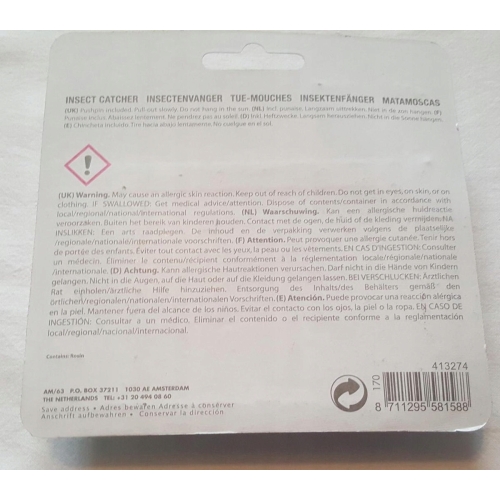 INSECT CATCHER INSECTENVANGER TUE-MOUCHES INSEKTENFÄNGER MATAMOSCAS
(UK) Pushpin included. Pull out slowly. Do not hang in the sun. (NL) Incl. punaise. Langzaam uittrekken. Niet in de zon hangen. (F)
Punaise inclus. Abaissez lentement. Ne pendrez pas au soleil. (D) Inkl. Heftzwecke. Langsam herausziehen. Nicht in die Sonne hängen.
(E) Chincheta incluido. Tire hacia abajo lentamente. No cuelgue en el sol.
(UK) Warning. May cause an allergic skin reaction. Keep out of reach of children. Do not get in eyes, on skin, or on
clothing. IF SWALLOWED: Get medical advice/attention. Dispose of contents/container in accordance with
local/regional/national/international regulations. (NL) Waarschuwing. Kan een allergische huidreactie
veroorzaken. Buiten het bereik van kinderen houden. Contact met de ogen, de huid of de kleding vermijden. NA
INSLIKKEN: Een arts raadplegen. De inhoud en de verpakking verwerken volgens de plaatselijke
/regionale/nationale/internationale voorschriften. (F) Attention. Peut provoquer une allergie cutanée. Tenir hors
de portée des enfants. Éviter tout contact avec les yeux, la peau ou les vêtements. EN CAS D'INGESTION: Consulter
un médecin. Éliminer le contenu/récipient conformément à la réglementation locale/régionale/nationale
/internationale. (D) Achtung. Kann allergische Hautreaktionen verursachen. Darf nicht in die Hände von Kindern
gelangen. Nicht in die Augen, auf die Haut oder auf die Kleidung gelangen lassen. BEI VERSCHLUCKEN: Ärztlichen
Rat einholen/ärztliche Hilfe hinzuziehen. Entsorgung des Inhalts/des Behälters gemäß den
örtlichen/regionalen/nationalen/internationalen Vorschriften. (E) Atención. Puede provocar una reacción alérgica
en la piel. Mantener fuera del alcance de los niños. Evitar el contacto con los ojos, la piel o la ropa. EN CASO DE
INGESTIÓN: Consultar a un médico. Eliminar el contenido o el recipiente conforme a la reglamentación
local/regional/nacional/internacional.
Contains: Rosin
AM/63 P.O. BOX 37311 1030 AE AMSTERDAM
THE NETHERLANDS TEL: +31 20 494 08 60
Save address • Adres bewaren Adresse à conserver
Anschrift aufbewahren • Conservar la dirección
413274
170
8 711295 581588